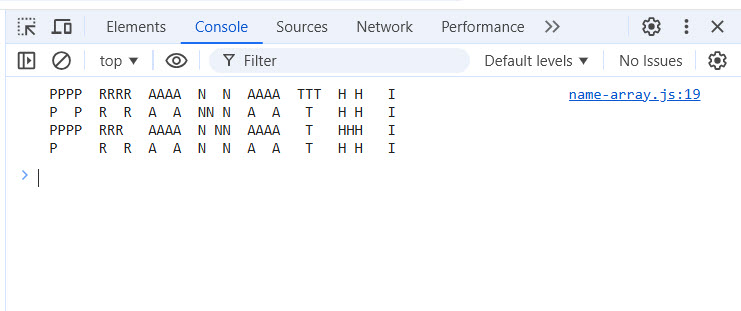 Elements Console Sources Network Performance
top Filter Default levels No Issues
PPPP  RRRR  AAAA  N  N  AAAA  TTT  H H   I name-array.js:19
P  P  R  R  A  A  NN N  A  A   T   H H   I
PPPP  RRR   AAAA  N NN  AAAA   T   HHH   I
P     R  R  A  A  N  N  A  A   T   H H   I
>